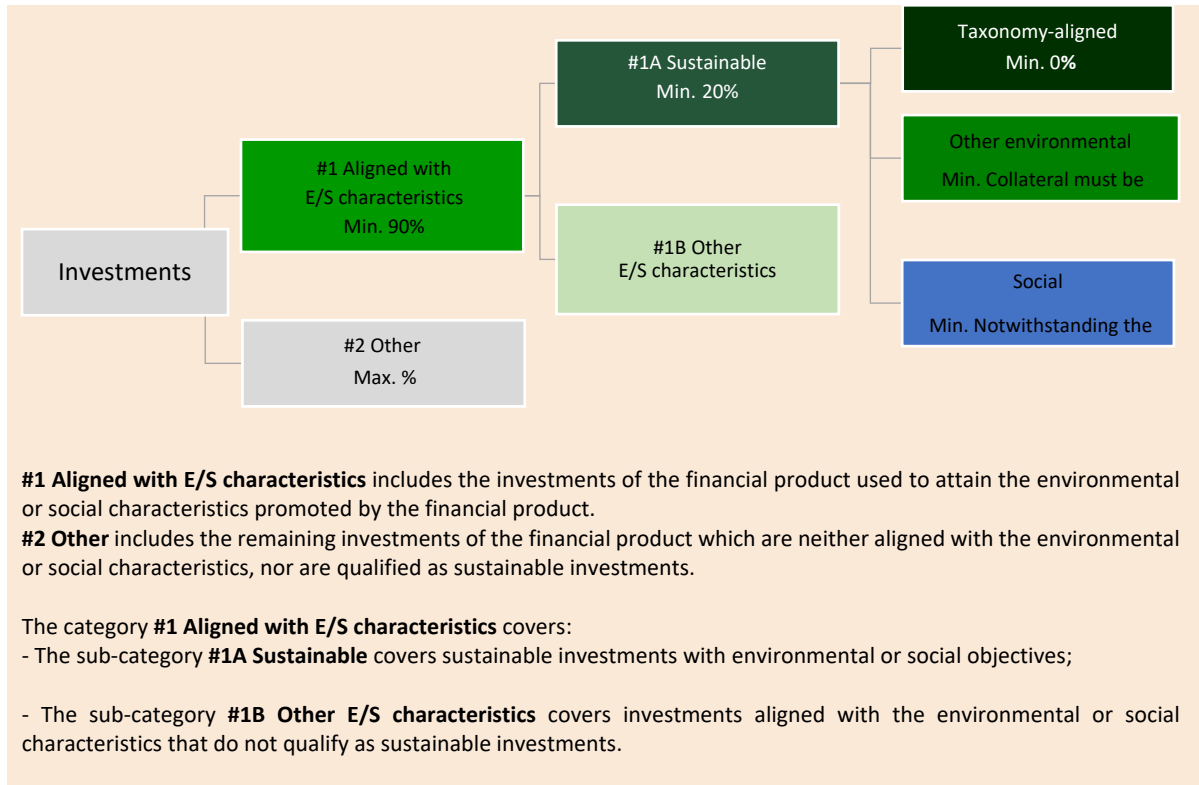 Taxonomy-aligned
Min. 0%
#1A Sustainable
Min. 20%
Other environmental
Min. Collateral must be
#1 Aligned with
E/S characteristics
Min. 90%
#1B Other
E/S characteristics
Investments
Social
Min. Notwithstanding the
#2 Other
Max. %
#1 Aligned with E/S characteristics includes the investments of the financial product used to attain the environmental
or social characteristics promoted by the financial product.
#2 Other includes the remaining investments of the financial product which are neither aligned with the environmental
or social characteristics, nor are qualified as sustainable investments.
The category #1 Aligned with E/S characteristics covers:
- The sub-category #1A Sustainable covers sustainable investments with environmental or social objectives;
- The sub-category #1B Other E/S characteristics covers investments aligned with the environmental or social
characteristics that do not qualify as sustainable investments.